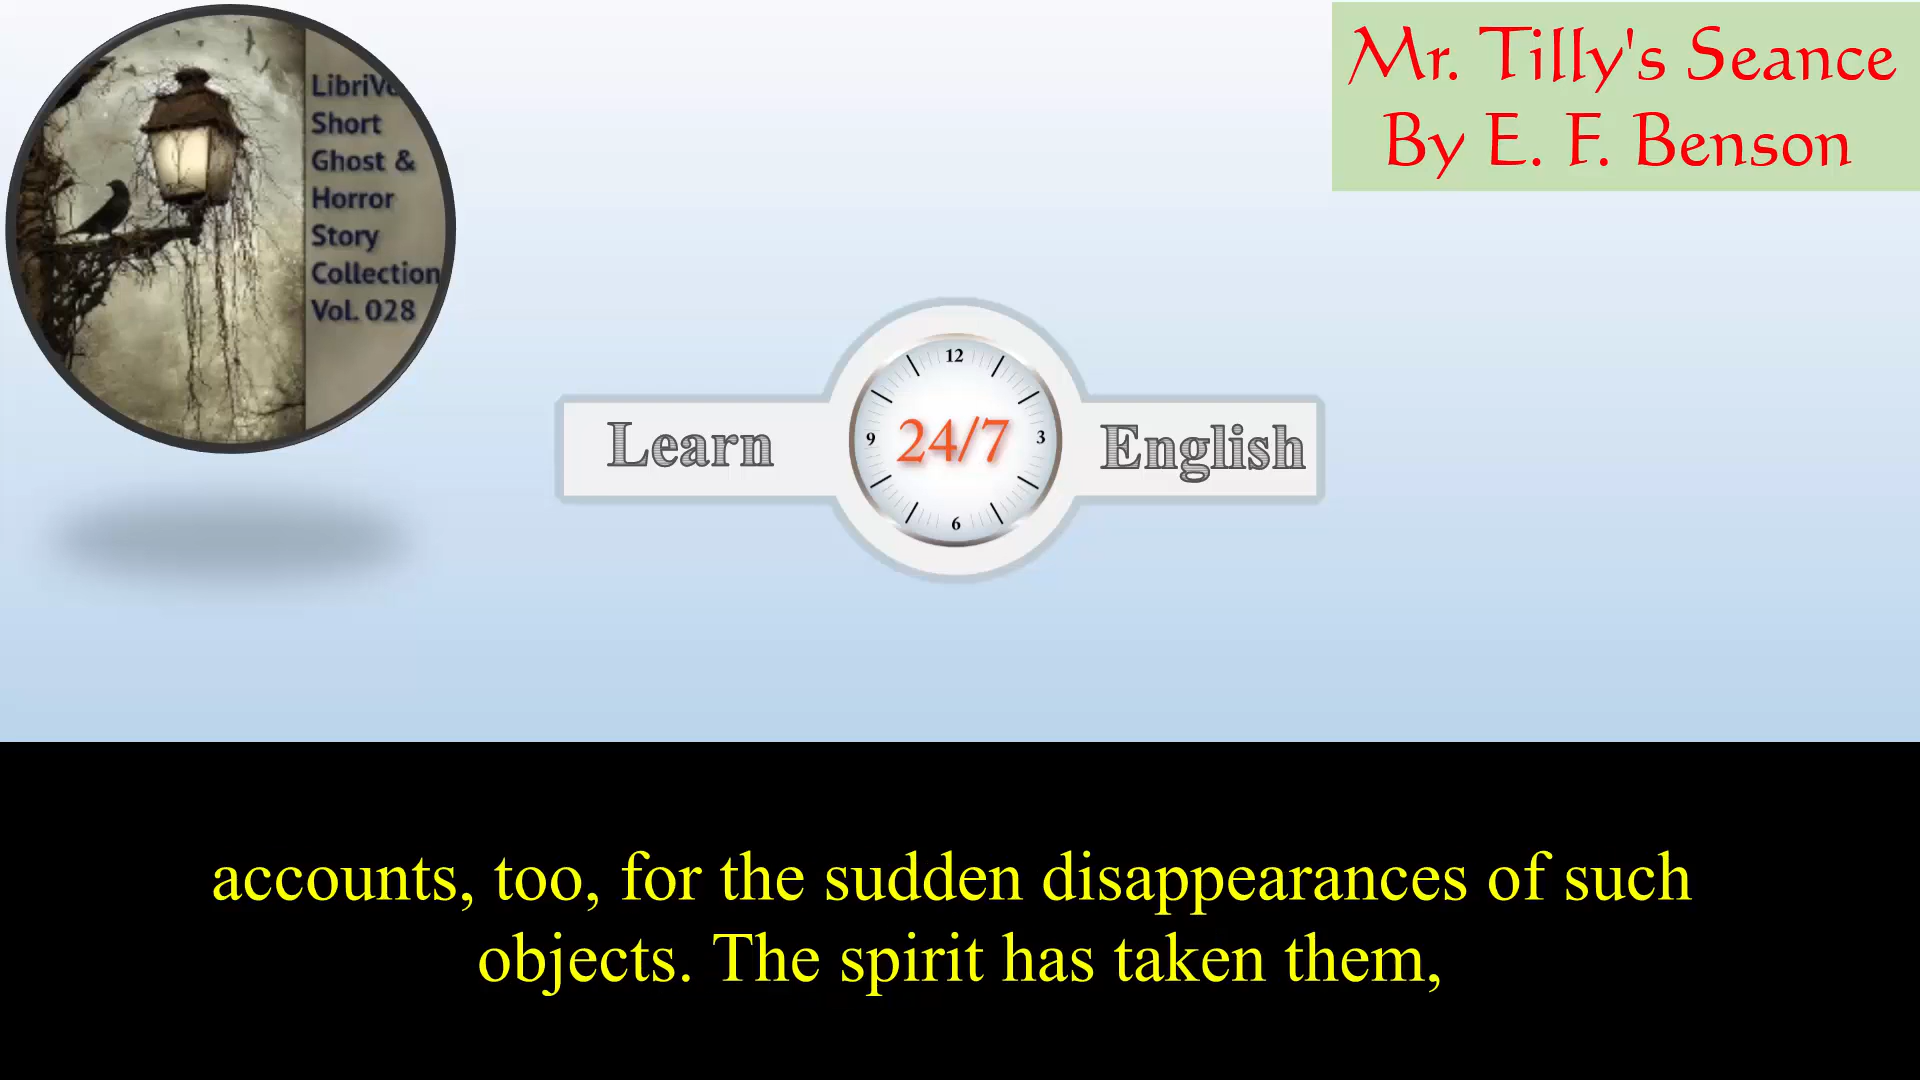 LibriVo
Short
Ghost &
Horror
Story
Collection
Vol. 028
Mr. Tilly's Seance
By E. F. Benson
12
9
3
6
Learn
24/7
English
accounts, too, for the sudden disappearances of such
objects. The spirit has taken them,